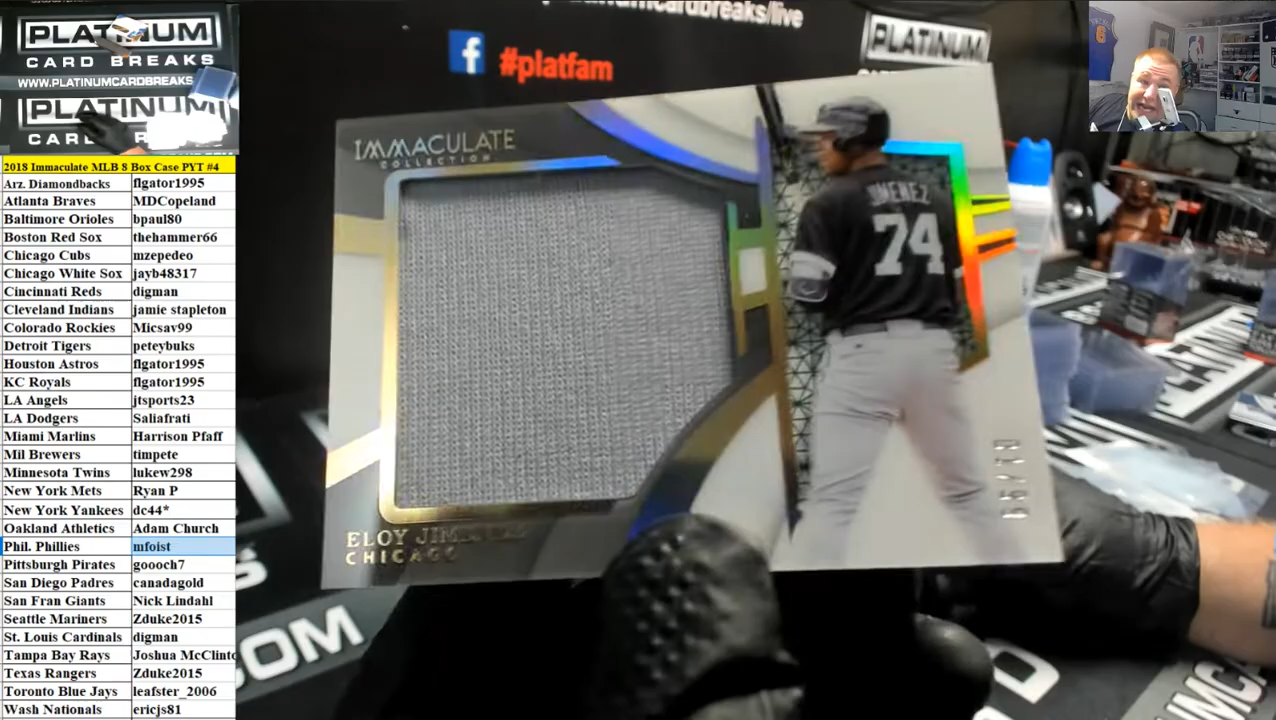 PLATINUM
CARD BREAKS
WWW.PLATINUMCARDBREAKS
PLATINUM
2018 Immaculate MLB 8 Box Case PYT #4
Arz. Diamondbacks flgator1995
Atlanta Braves MDCopeland
Baltimore Orioles bpaul80
Boston Red Sox thehammer66
Chicago Cubs mzepedeo
Chicago White Sox jayb48317
Cincinnati Reds digman
Cleveland Indians jamie stapleton
Colorado Rockies Micsav99
Detroit Tigers peteybuks
Houston Astros flgator1995
KC Royals flgator1995
LA Angels jtsports23
LA Dodgers Saliafrati
Miami Marlins Harrison Pfaff
Mil Brewers timpete
Minnesota Twins lukew298
New York Mets Ryan P
New York Yankees dc44*
Oakland Athletics Adam Church
Phil. Phillies mfoist
Pittsburgh Pirates goooch7
San Diego Padres canadagold
San Fran Giants Nick Lindahl
Seattle Mariners Zduke2015
St. Louis Cardinals digman
Tampa Bay Rays Joshua McClinto
Texas Rangers Zduke2015
Toronto Blue Jays leafster_2006
Wash Nationals ericjs81
numcardbreaks/live
f #platfam
PLATINUM
IMMACULATE
COLLECTION
JIMENEZ
74
ELOY
CHICAGO
.COM